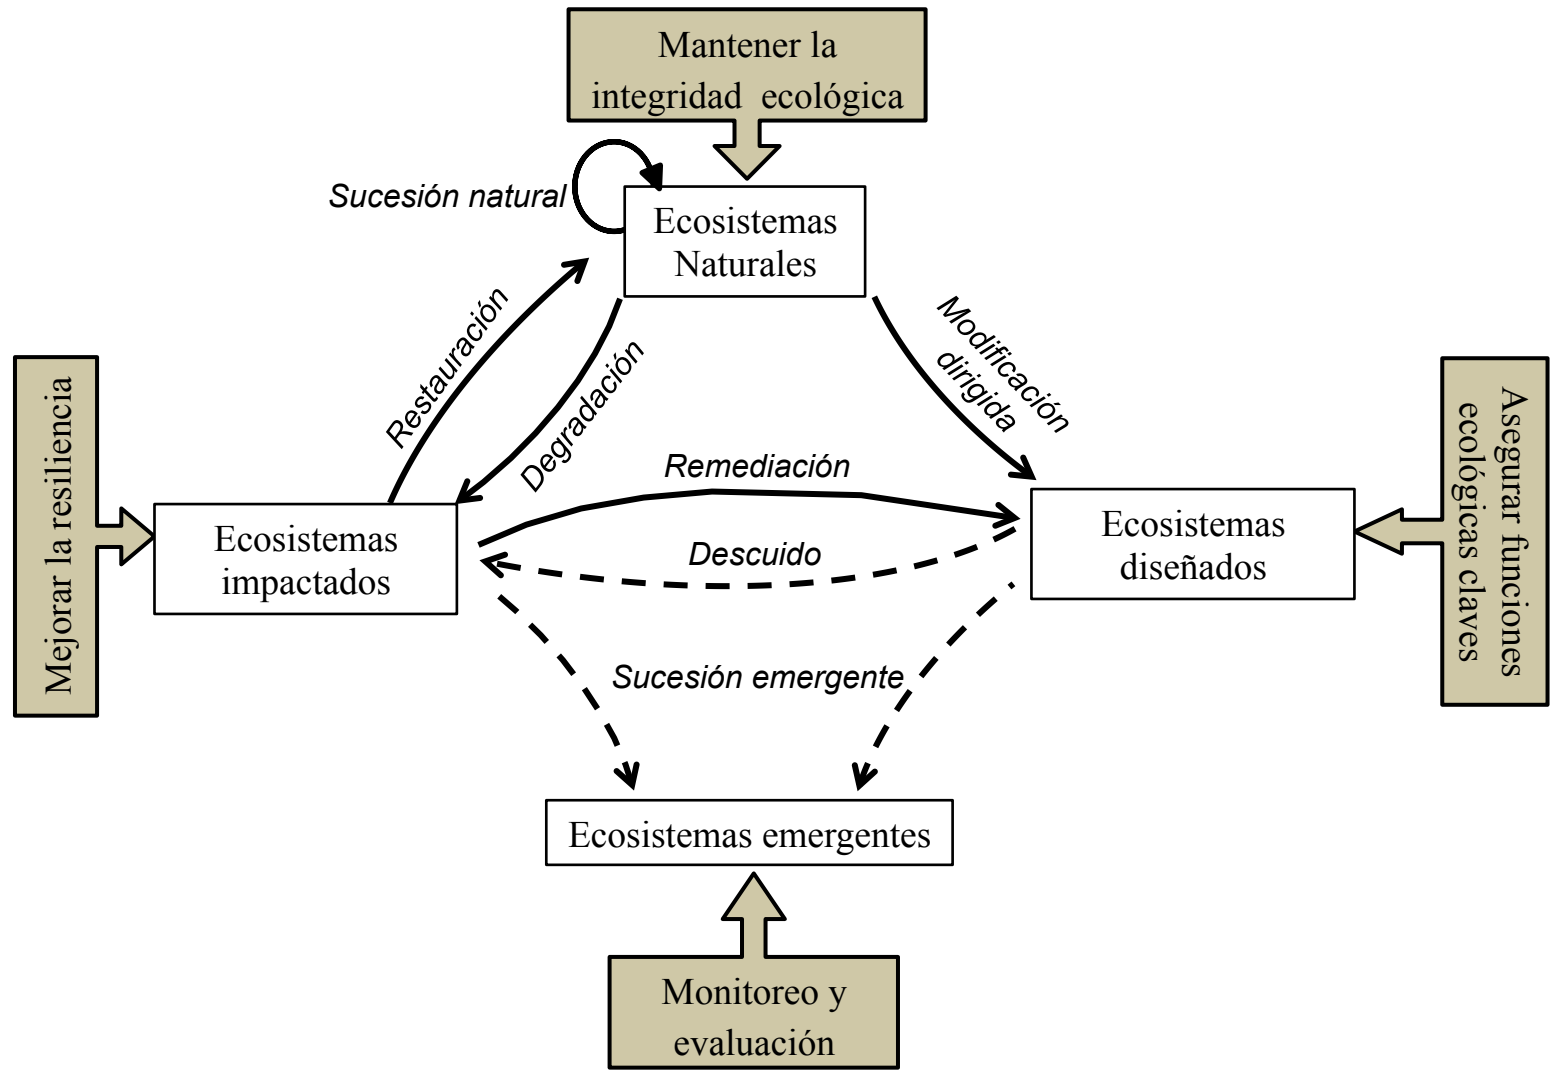 Mantener la
integridad ecológica
Sucesión natural
Ecosistemas
Naturales
Restauración
Degradación
Modificación
dirigida
Mejorar la resiliencia
Remediación
Ecosistemas
impactados
Descuido
Ecosistemas
diseñados
Asegurar funciones
ecológicas claves
Sucesión emergente
Ecosistemas emergentes
Monitoreo y
evaluación